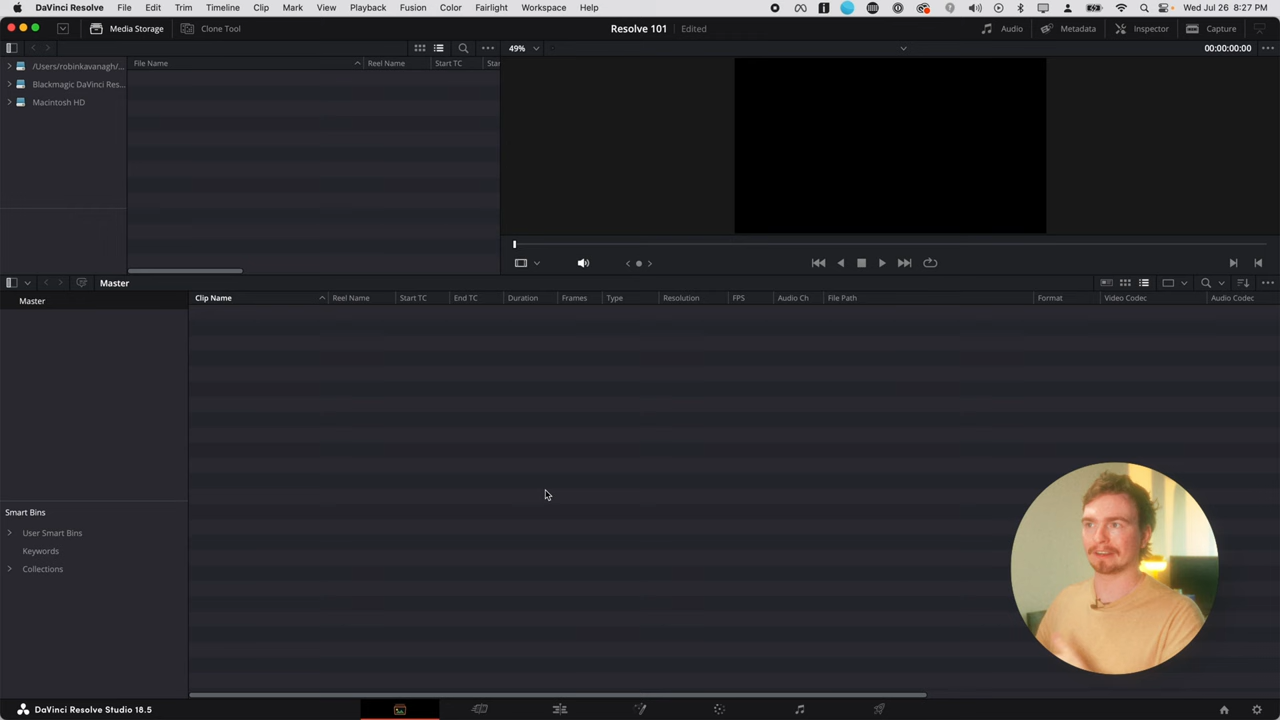 DaVinci Resolve File Edit Trim Timeline Clip Mark View Playback Fusion Color Fairlight Workspace Help Wed Jul 26 8:27 PM
Media Storage Clone Tool Resolve 101 Edited Audio Metadata Inspector Capture
49% 00:00:00:00
File Name Reel Name Start TC Star
/Users/robinkavanagh/...
Blackmagic DaVinci Res...
Macintosh HD
Master
Clip Name Reel Name Start TC End TC Duration Frames Type Resolution FPS Audio Ch File Path Format Video Codec Audio Codec
Master
Smart Bins
User Smart Bins
Keywords
Collections
DaVinci Resolve Studio 18.5